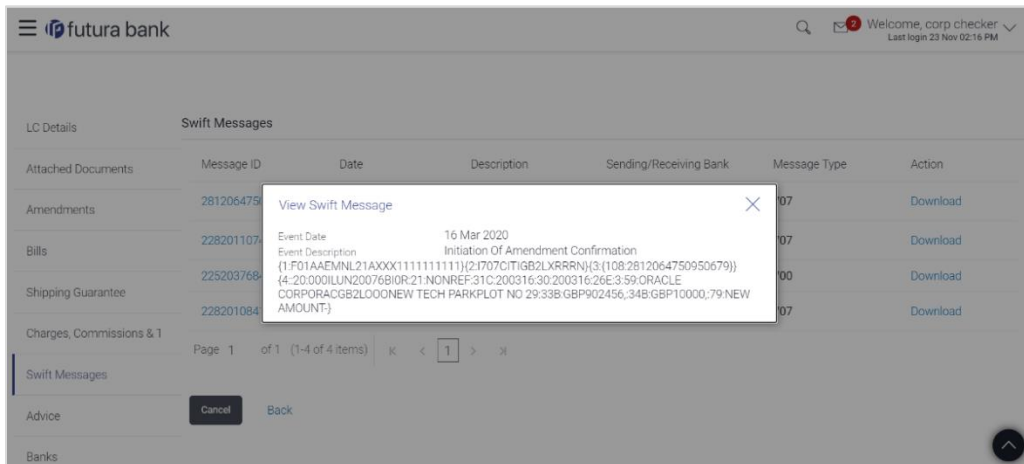 futura bank
2
Welcome, corp checker
Last login 23 Nov 02:16 PM
LC Details
Attached Documents
Amendments
Bills
Shipping Guarantee
Charges, Commissions & 1
Swift Messages
Advice
Banks
Swift Messages
Message ID Date Description Sending/Receiving Bank Message Type Action
Download
Download
Download
Download
View Swift Message
Event Date 16 Mar 2020
Event Description Initiation Of Amendment Confirmation
{1:F01AAEMNL21AXXX1111111111}{2:I707CITIGB2LXRRRN}{3:{108:2812064750950679}}
{4:20:000ILUN20076BI0R:21:NONREF:31C:200316:30:200316:26E:3:59:ORACLE
CORPORACGB2LOOONEW TECH PARKPLOT NO 29:33B:GBP902456,:34B:GBP10000,:79:NEW
AMOUNT-}
Page 1 of 1 (1-4 of 4 items) 1
Cancel Back